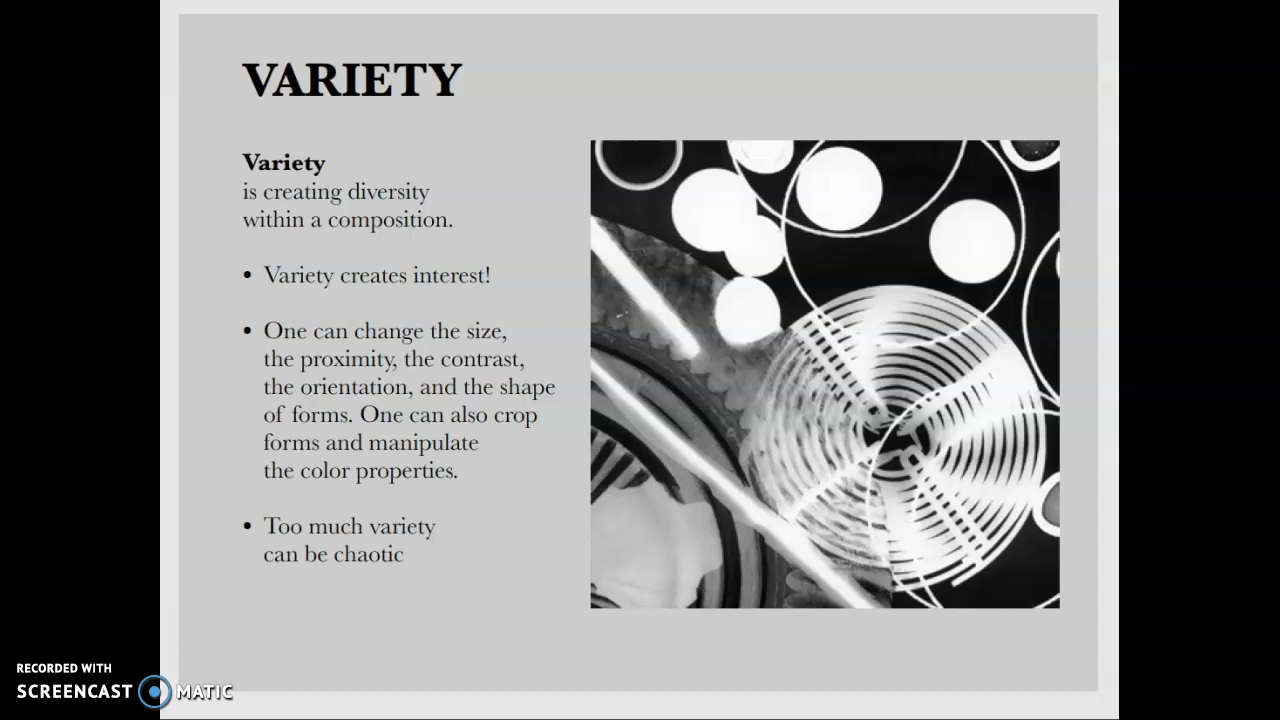 VARIETY
Variety
is creating diversity
within a composition.
• Variety creates interest!
• One can change the size,
the proximity, the contrast,
the orientation, and the shape
of forms. One can also crop
forms and manipulate
the color properties.
• Too much variety
can be chaotic
RECORDED WITH
SCREENCAST MATIC